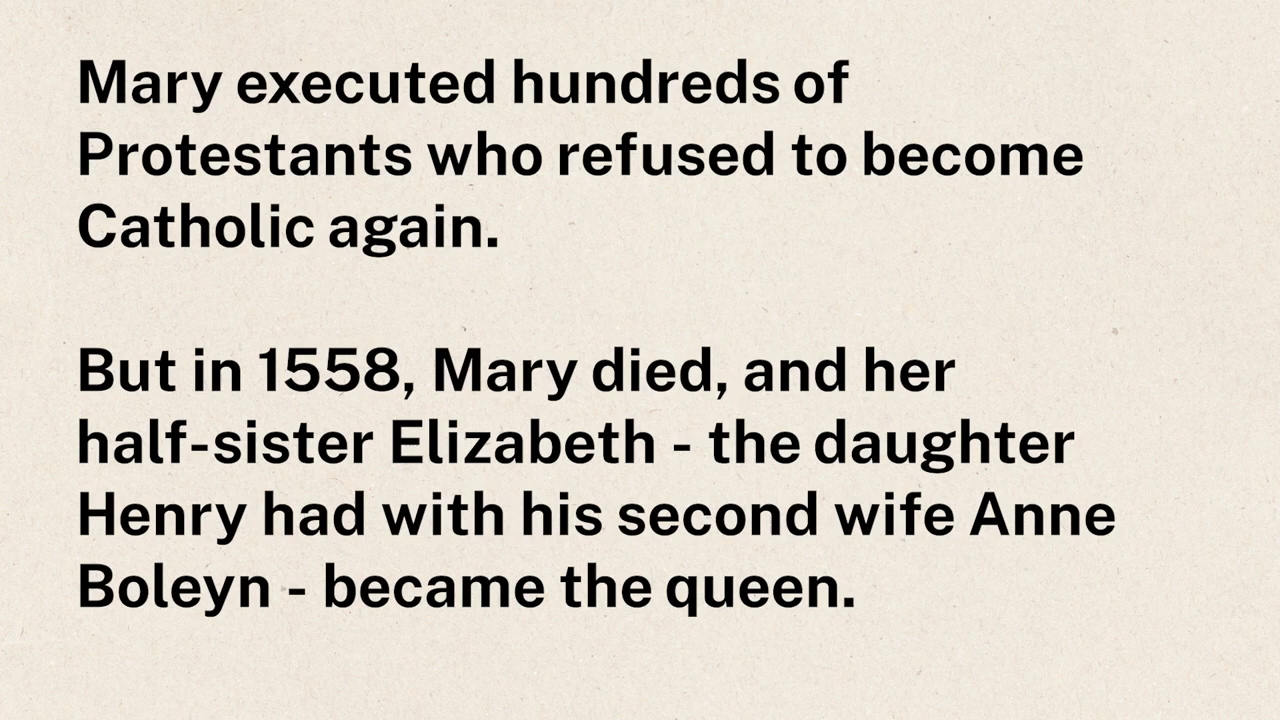 Mary executed hundreds of
Protestants who refused to become
Catholic again.
But in 1558, Mary died, and her
half-sister Elizabeth - the daughter
Henry had with his second wife Anne
Boleyn - became the queen.